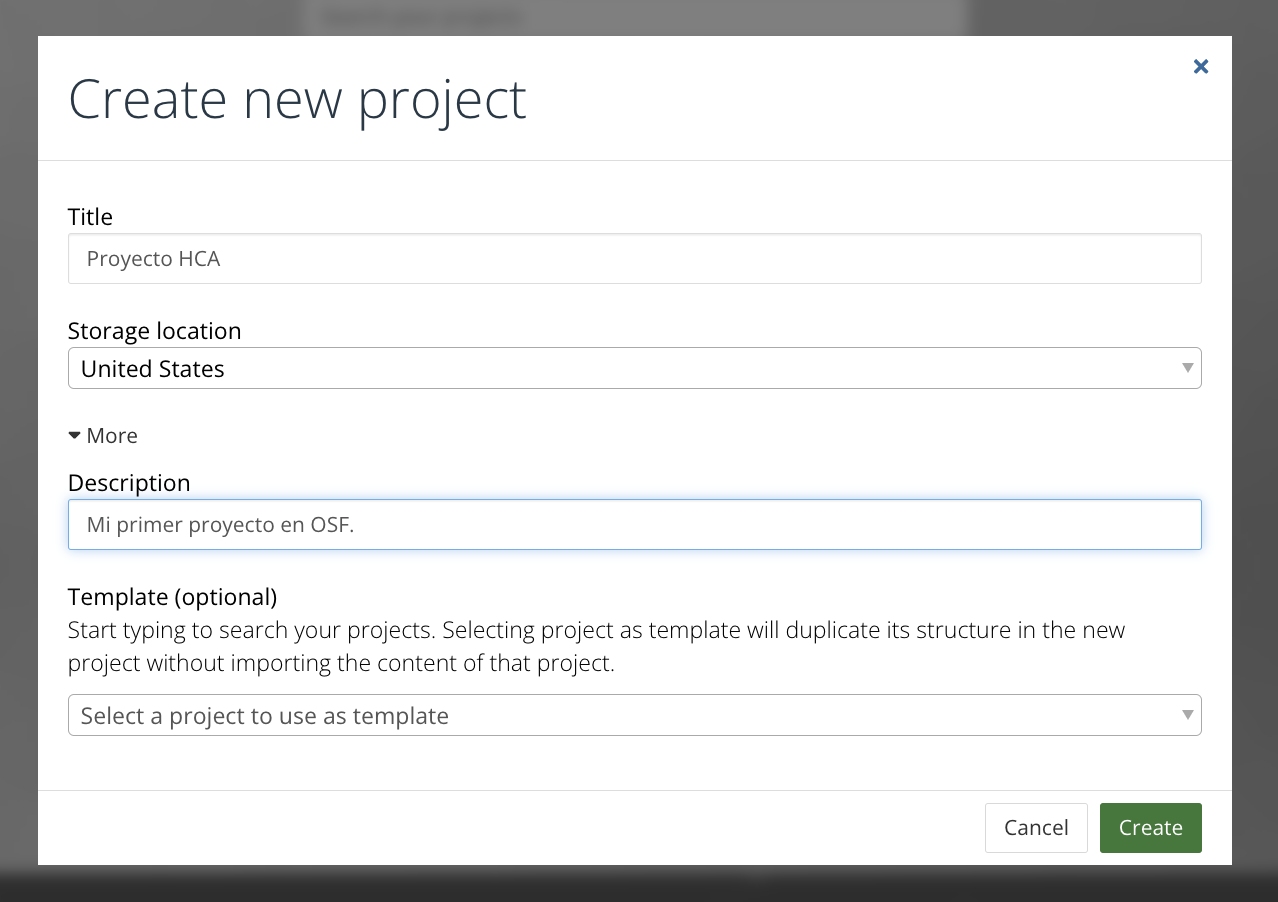 Create new project
Title
Proyecto HCA
Storage location
United States
More
Description
Mi primer proyecto en OSF.
Template (optional)
Start typing to search your projects. Selecting project as template will duplicate its structure in the new
project without importing the content of that project.
Select a project to use as template
Cancel
Create